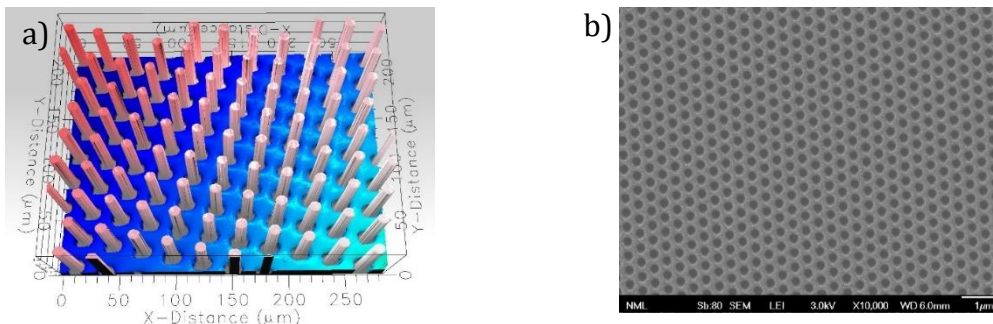 a)
X-Distance
Y-Distance (µm)
Y-Distance (µm)
200
150
100
50
0
0 50 100 150 200 250
X-Distance (µm)
b)
NML Sb:80 SEM LEI 3.0kV X10,000 WD 6.0mm 1µm